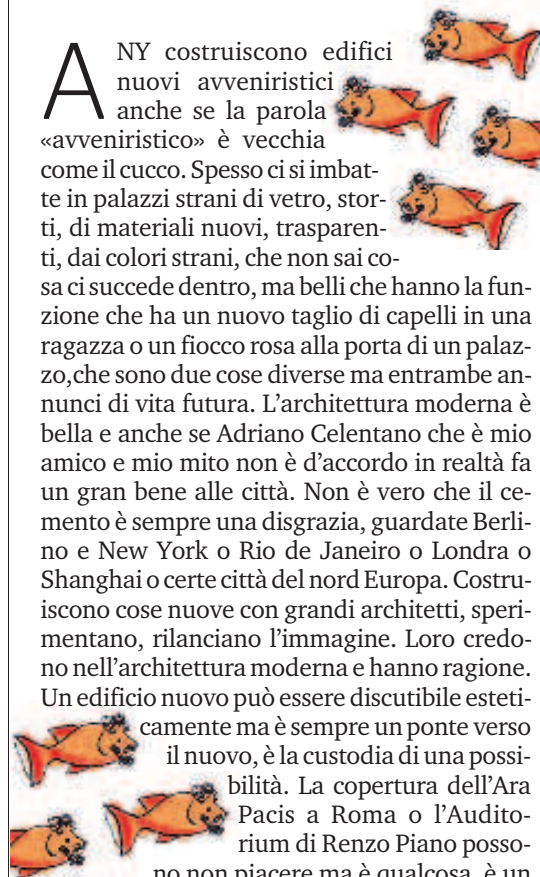 A NY costruiscono edifici
nuovi avveniristici
anche se la parola
«avveniristico» è vecchia
come il cucco. Spesso ci si imbat-
te in palazzi strani di vetro, stor-
ti, di materiali nuovi, trasparen-
ti, dai colori strani, che non sai co-
sa ci succede dentro, ma belli che hanno la fun-
zione che ha un nuovo taglio di capelli in una
ragazza o un fiocco rosa alla porta di un palaz-
zo,che sono due cose diverse ma entrambe an-
nunci di vita futura. L'architettura moderna è
bella e anche se Adriano Celentano che è mio
amico e mio mito non è d'accordo in realtà fa
un gran bene alle città. Non è vero che il ce-
mento è sempre una disgrazia, guardate Berli-
no e New York o Rio de Janeiro o Londra o
Shanghai o certe città del nord Europa. Costru-
iscono cose nuove con grandi architetti, speri-
mentano, rilanciano l'immagine. Loro credo-
no nell'architettura moderna e hanno ragione.
Un edificio nuovo può essere discutibile esteti-
camente ma è sempre un ponte verso
il nuovo, è la custodia di una possi-
bilità. La copertura dell'Ara
Pacis a Roma o l'Audito-
rium di Renzo Piano posso-
no non piacere ma è qualcosa, è un